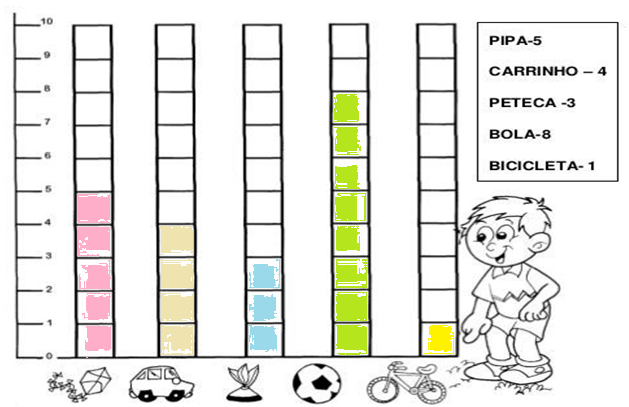 10
9
8
7
6
5
4
3
2
1
0
PIPA-5
CARRINHO – 4
PETECA -3
BOLA-8
BICICLETA- 1